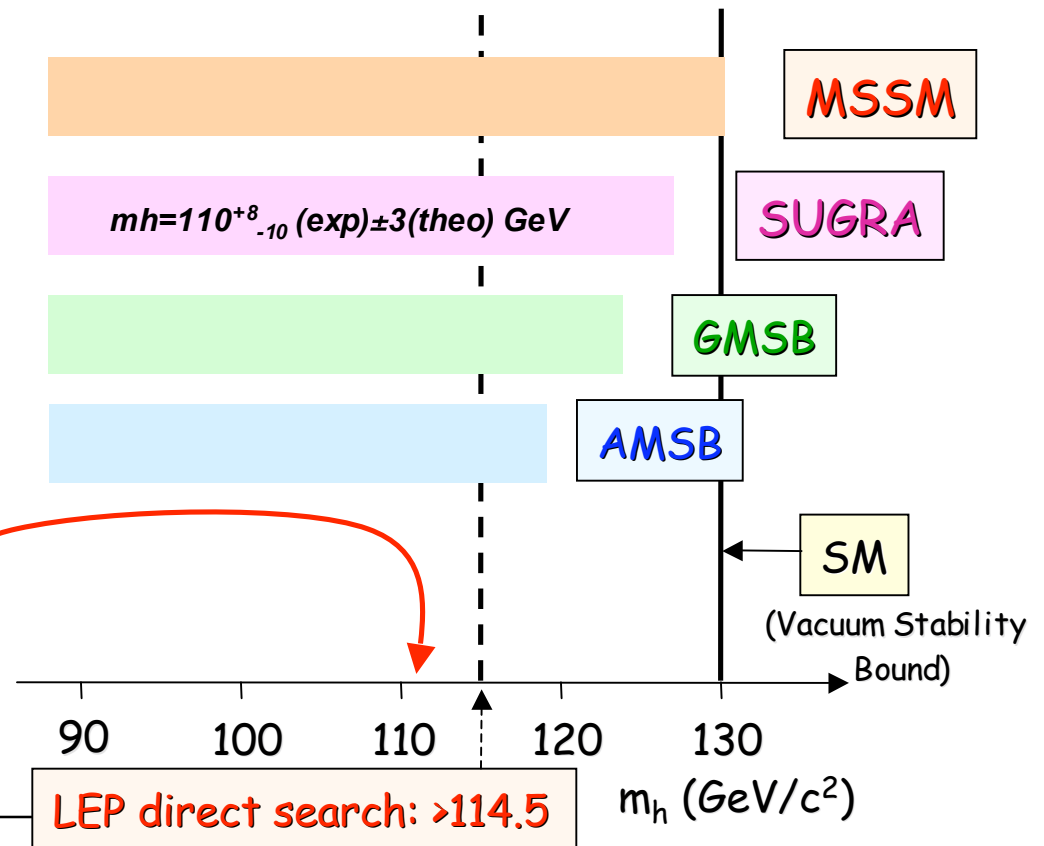 MSSM
mh=110⁺⁸₋₁₀ (exp)±3(theo) GeV
SUGRA
GMSB
AMSB
SM
(Vacuum Stability
Bound)
90 100 110 120 130
LEP direct search: >114.5
mₕ (GeV/c²)